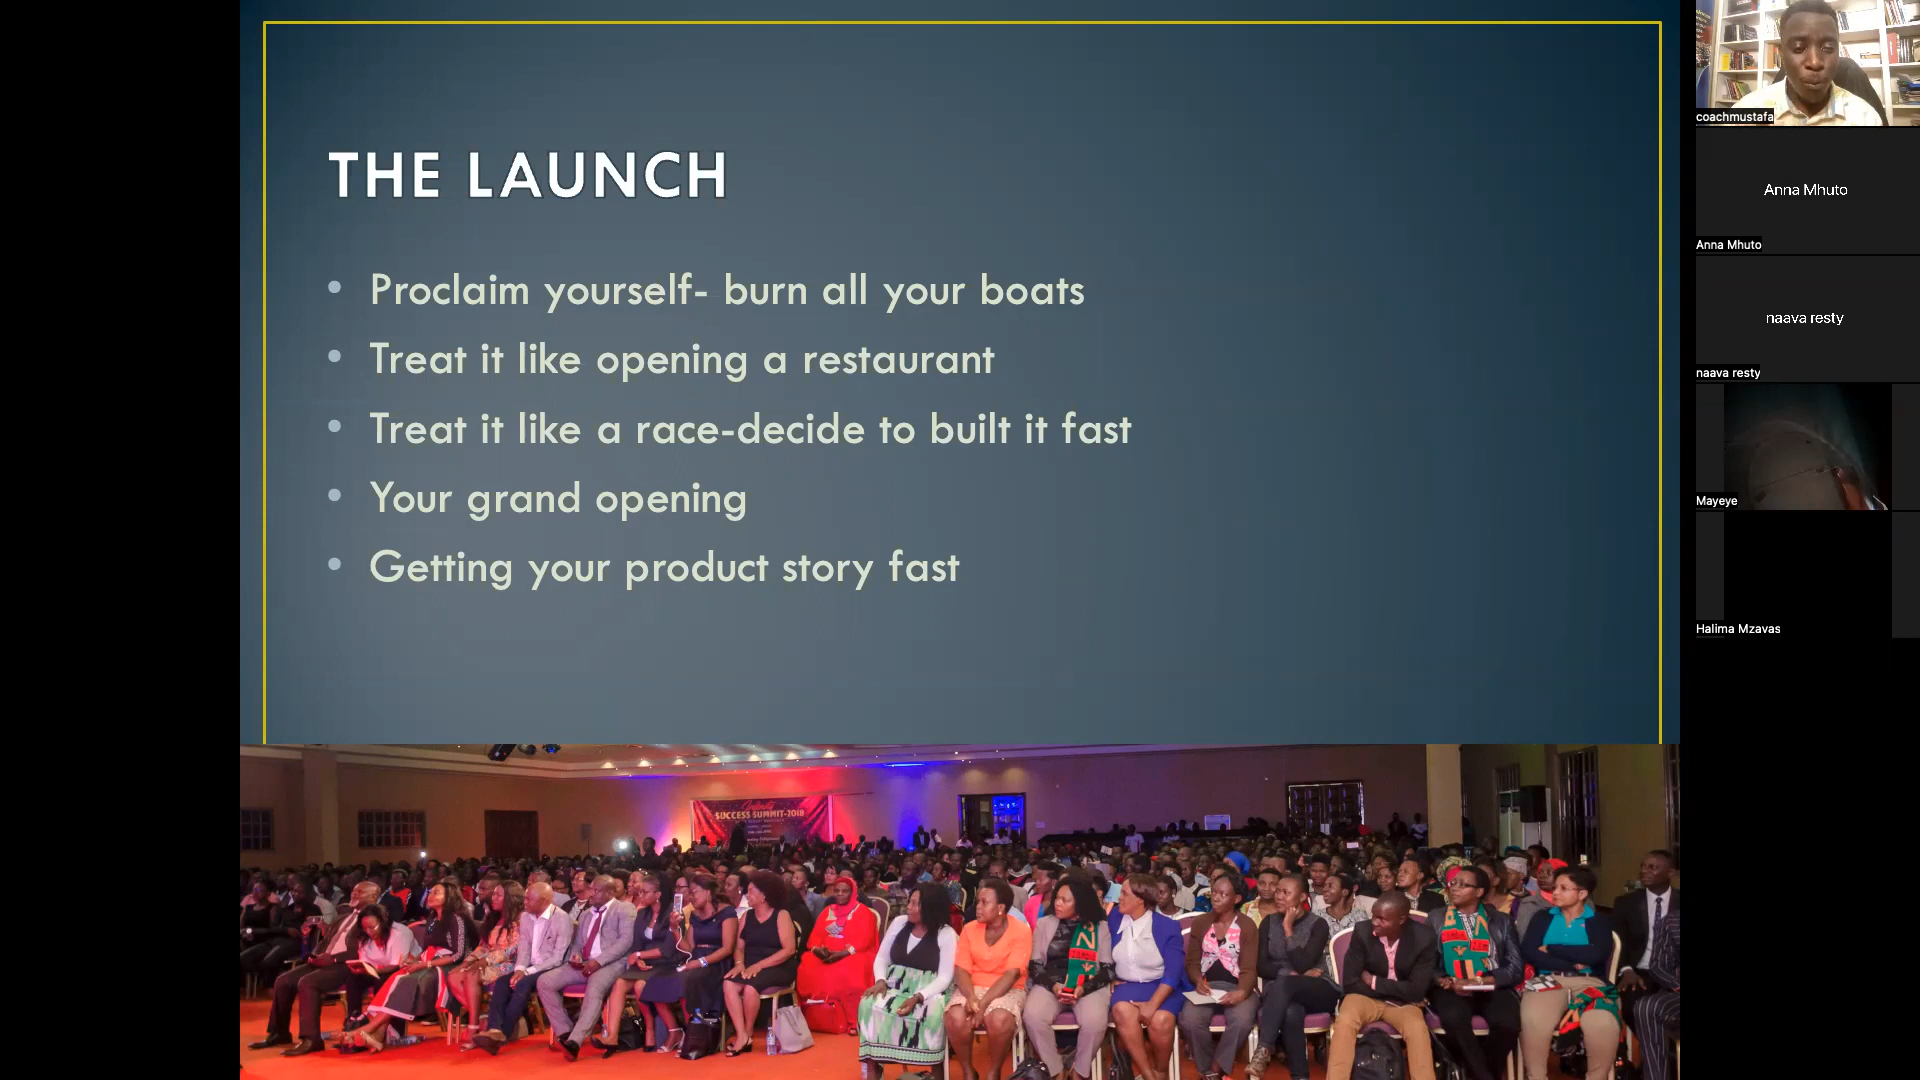 THE LAUNCH
• Proclaim yourself- burn all your boats
• Treat it like opening a restaurant
• Treat it like a race-decide to built it fast
• Your grand opening
• Getting your product story fast
SUCCESS SUMMIT-2018
coachmustafa
Anna Mhuto
Anna Mhuto
naava resty
naava resty
Mayeye
Halima Mzavas